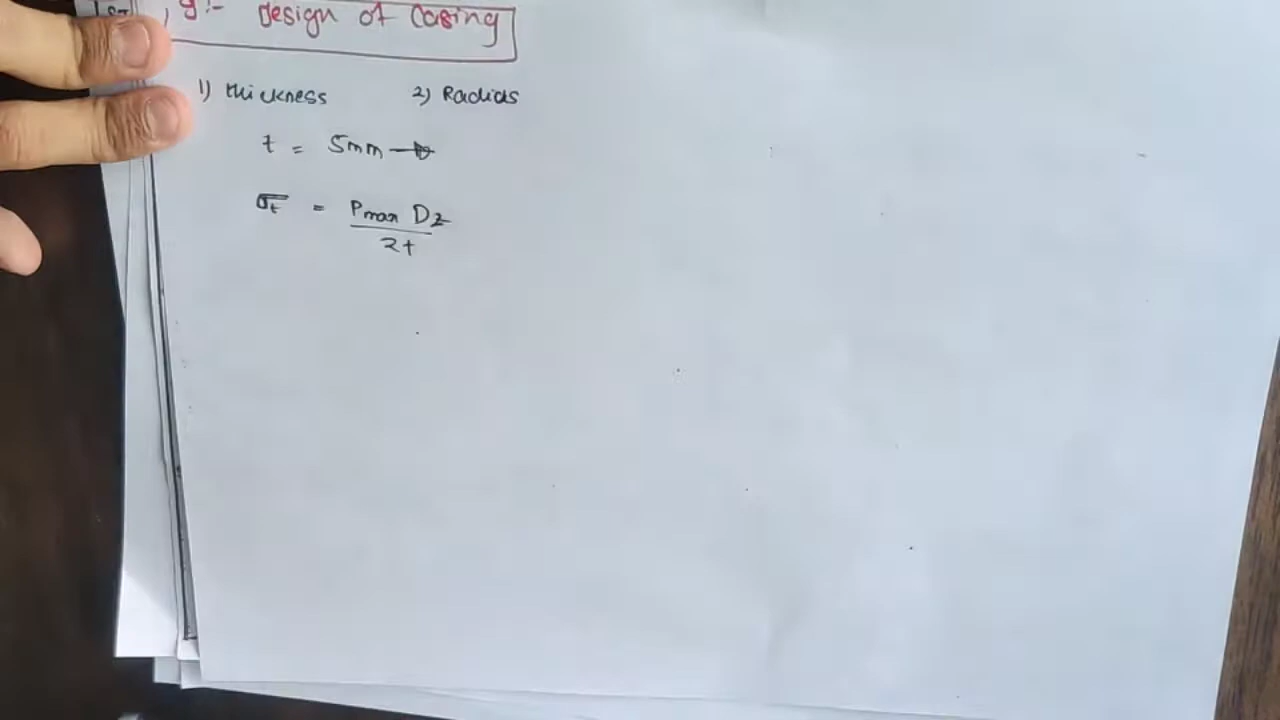 g:- Design of Casing
1) thickness 2) Radius
t = 5mm
σt = Pmax D2 / 2t